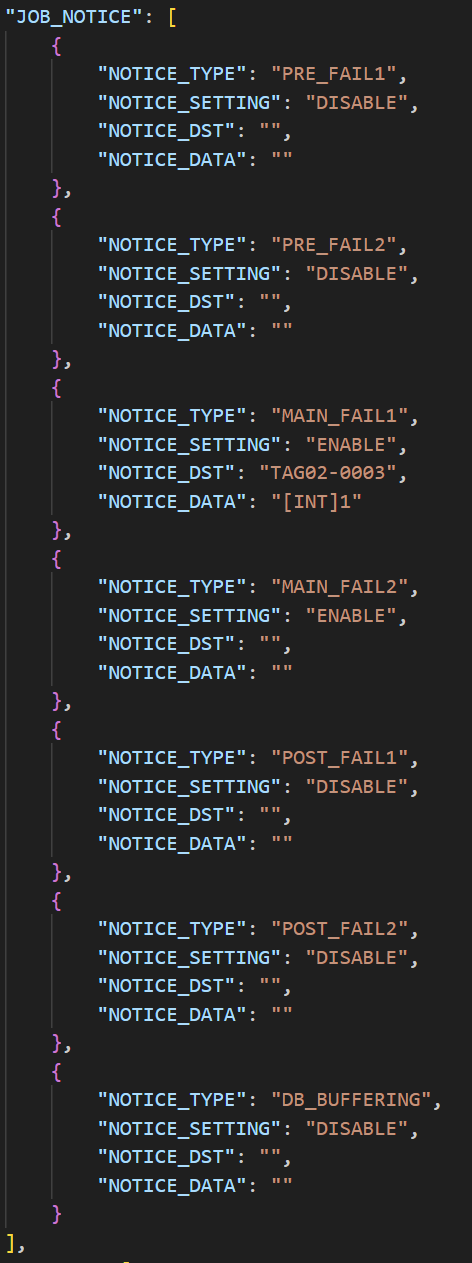 "JOB_NOTICE": [
{
"NOTICE_TYPE": "PRE_FAIL1",
"NOTICE_SETTING": "DISABLE",
"NOTICE_DST": "",
"NOTICE_DATA": ""
},
{
"NOTICE_TYPE": "PRE_FAIL2",
"NOTICE_SETTING": "DISABLE",
"NOTICE_DST": "",
"NOTICE_DATA": ""
},
{
"NOTICE_TYPE": "MAIN_FAIL1",
"NOTICE_SETTING": "ENABLE",
"NOTICE_DST": "TAG02-0003",
"NOTICE_DATA": "[INT]1"
},
{
"NOTICE_TYPE": "MAIN_FAIL2",
"NOTICE_SETTING": "ENABLE",
"NOTICE_DST": "",
"NOTICE_DATA": ""
},
{
"NOTICE_TYPE": "POST_FAIL1",
"NOTICE_SETTING": "DISABLE",
"NOTICE_DST": "",
"NOTICE_DATA": ""
},
{
"NOTICE_TYPE": "POST_FAIL2",
"NOTICE_SETTING": "DISABLE",
"NOTICE_DST": "",
"NOTICE_DATA": ""
},
{
"NOTICE_TYPE": "DB_BUFFERING",
"NOTICE_SETTING": "DISABLE",
"NOTICE_DST": "",
"NOTICE_DATA": ""
}
],